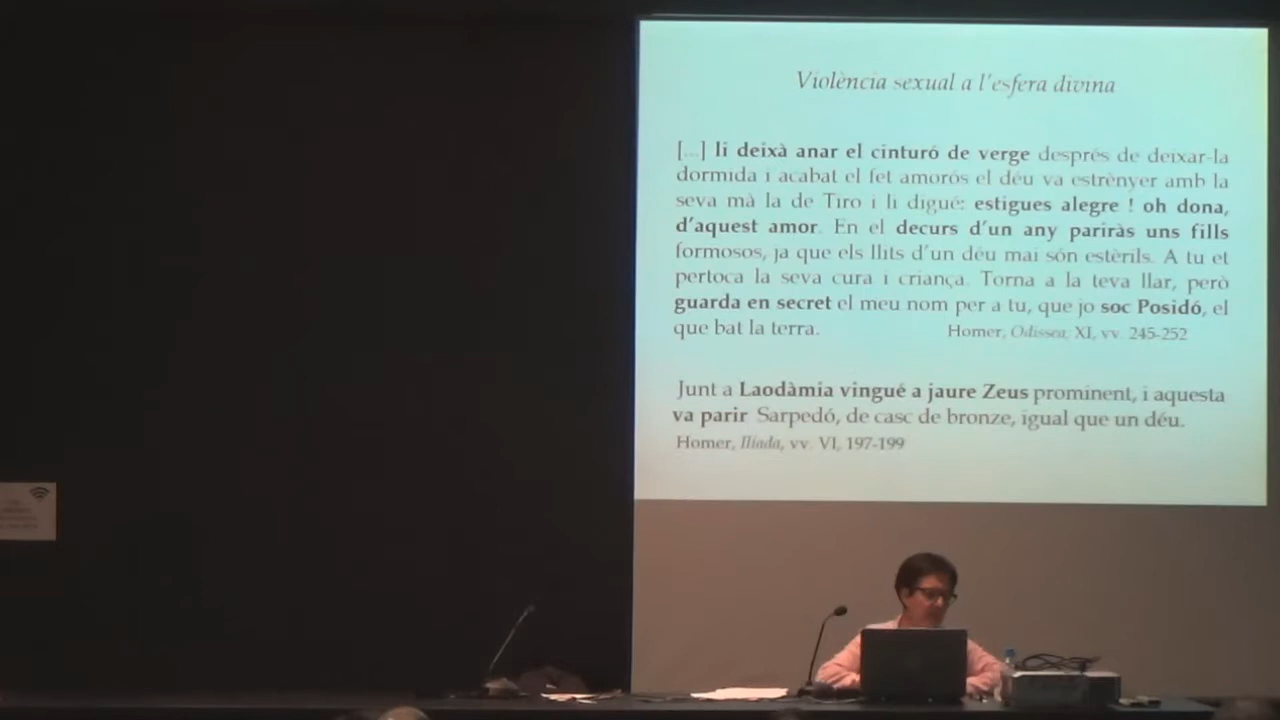 Violència sexual a l'esfera divina
[...] li deixà anar el cinturó de verge després de deixar-la
dormida i acabat el fet amorós el déu va estrènyer amb la
seva mà la de Tiro i li digué: estigues alegre ! oh dona,
d'aquest amor. En el decurs d'un any pariràs uns fills
formosos, ja que els llits d'un déu mai són estèrils. A tu et
pertoca la seva cura i criança. Torna a la teva llar, però
guarda en secret el meu nom per a tu, que jo soc Posidó, el
que bat la terra. Homer, Odissea, XI, vv. 245-252
Junt a Laodàmia vingué a jaure Zeus prominent, i aquesta
va parir Sarpedó, de casc de bronze, igual que un déu.
Homer, Ilíada, vv. VI, 197-199